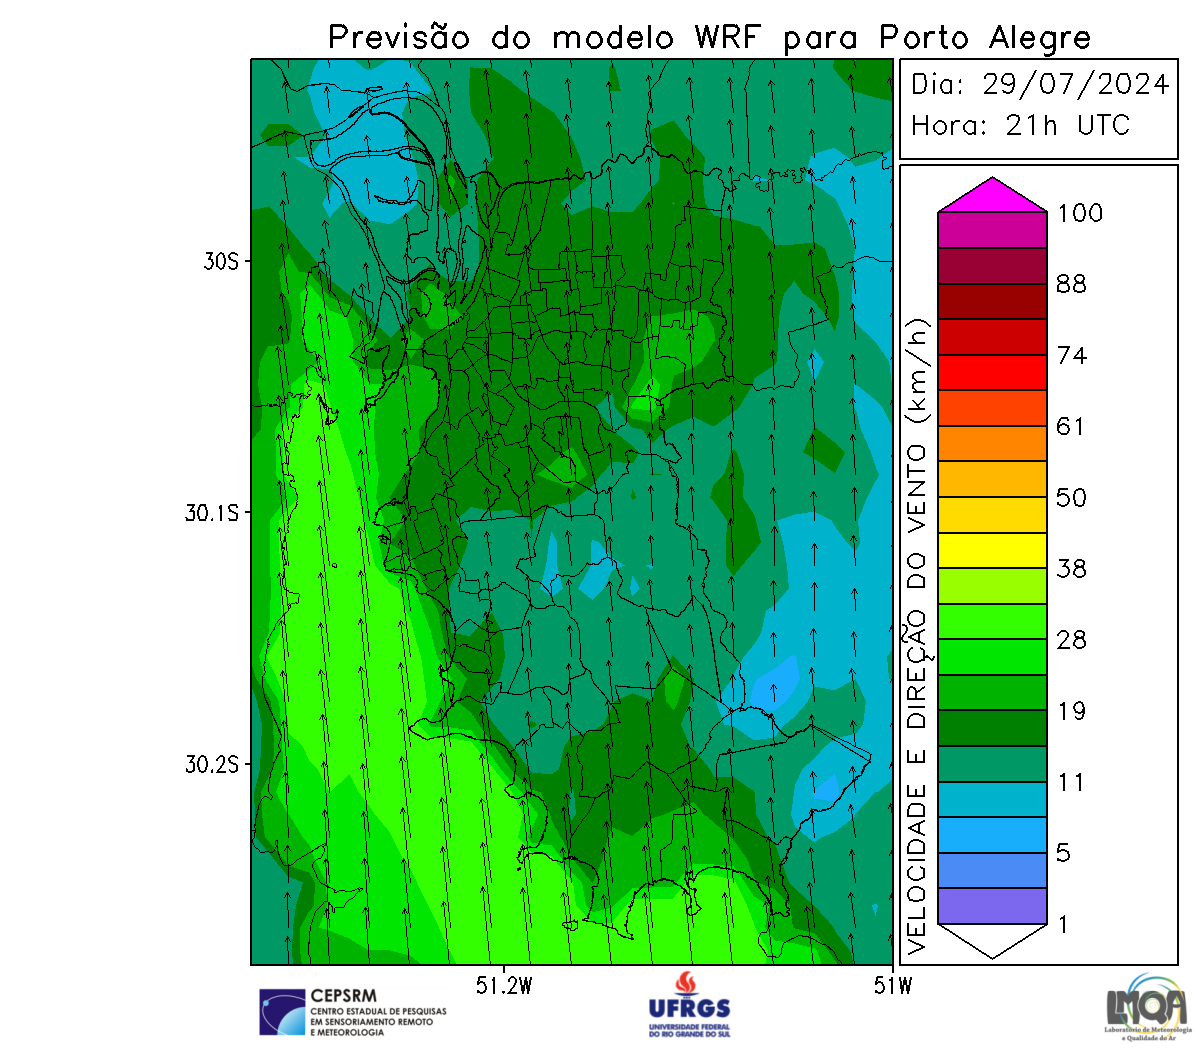 Previsão do modelo WRF para Porto Alegre
Dia: 29/07/2024
Hora: 21h UTC
30S
30.1S
30.2S
51.2W
51W
VELOCIDADE E DIREÇÃO DO VENTO (km/h)
100
88
74
61
50
38
28
19
11
5
1
CEPSRM
CENTRO ESTADUAL DE PESQUISAS
EM SENSORIAMENTO REMOTO
E METEOROLOGIA
UFRGS
UNIVERSIDADE FEDERAL
DO RIO GRANDE DO SUL
LMQA
Laboratório de Meteorologia
e Qualidade do Ar